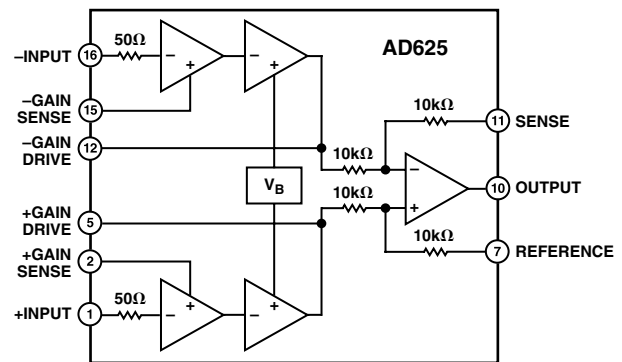 AD625
–INPUT
16
50Ω
–
+
–
+
–GAIN
SENSE
15
–GAIN
DRIVE
12
10kΩ
11
SENSE
10kΩ
–
VB
10kΩ
+
10
OUTPUT
+GAIN
DRIVE
5
10kΩ
7
REFERENCE
+GAIN
SENSE
2
+INPUT
1
50Ω
–
+
–
+